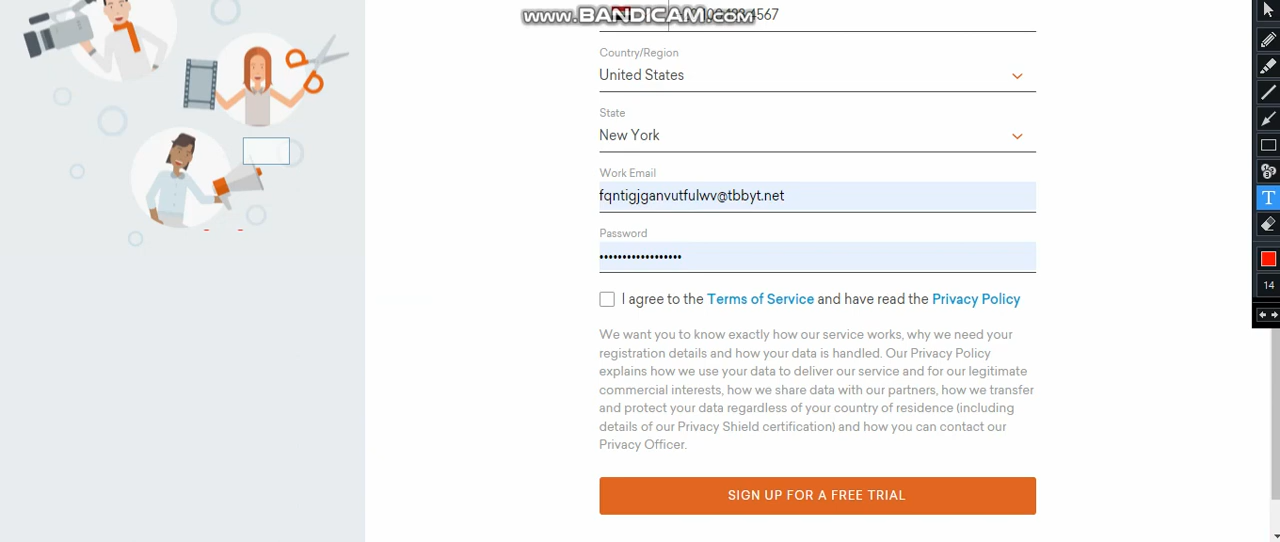 www.BANDICAM.com
4567
Country/Region
United States
State
New York
Work Email
fqntigjganvutfulwv@tbbyt.net
Password
••••••••••••••••••
I agree to the Terms of Service and have read the Privacy Policy
We want you to know exactly how our service works, why we need your
registration details and how your data is handled. Our Privacy Policy
explains how we use your data to deliver our service and for our legitimate
commercial interests, how we share data with our partners, how we transfer
and protect your data regardless of your country of residence (including
details of our Privacy Shield certification) and how you can contact our
Privacy Officer.
SIGN UP FOR A FREE TRIAL
T
14